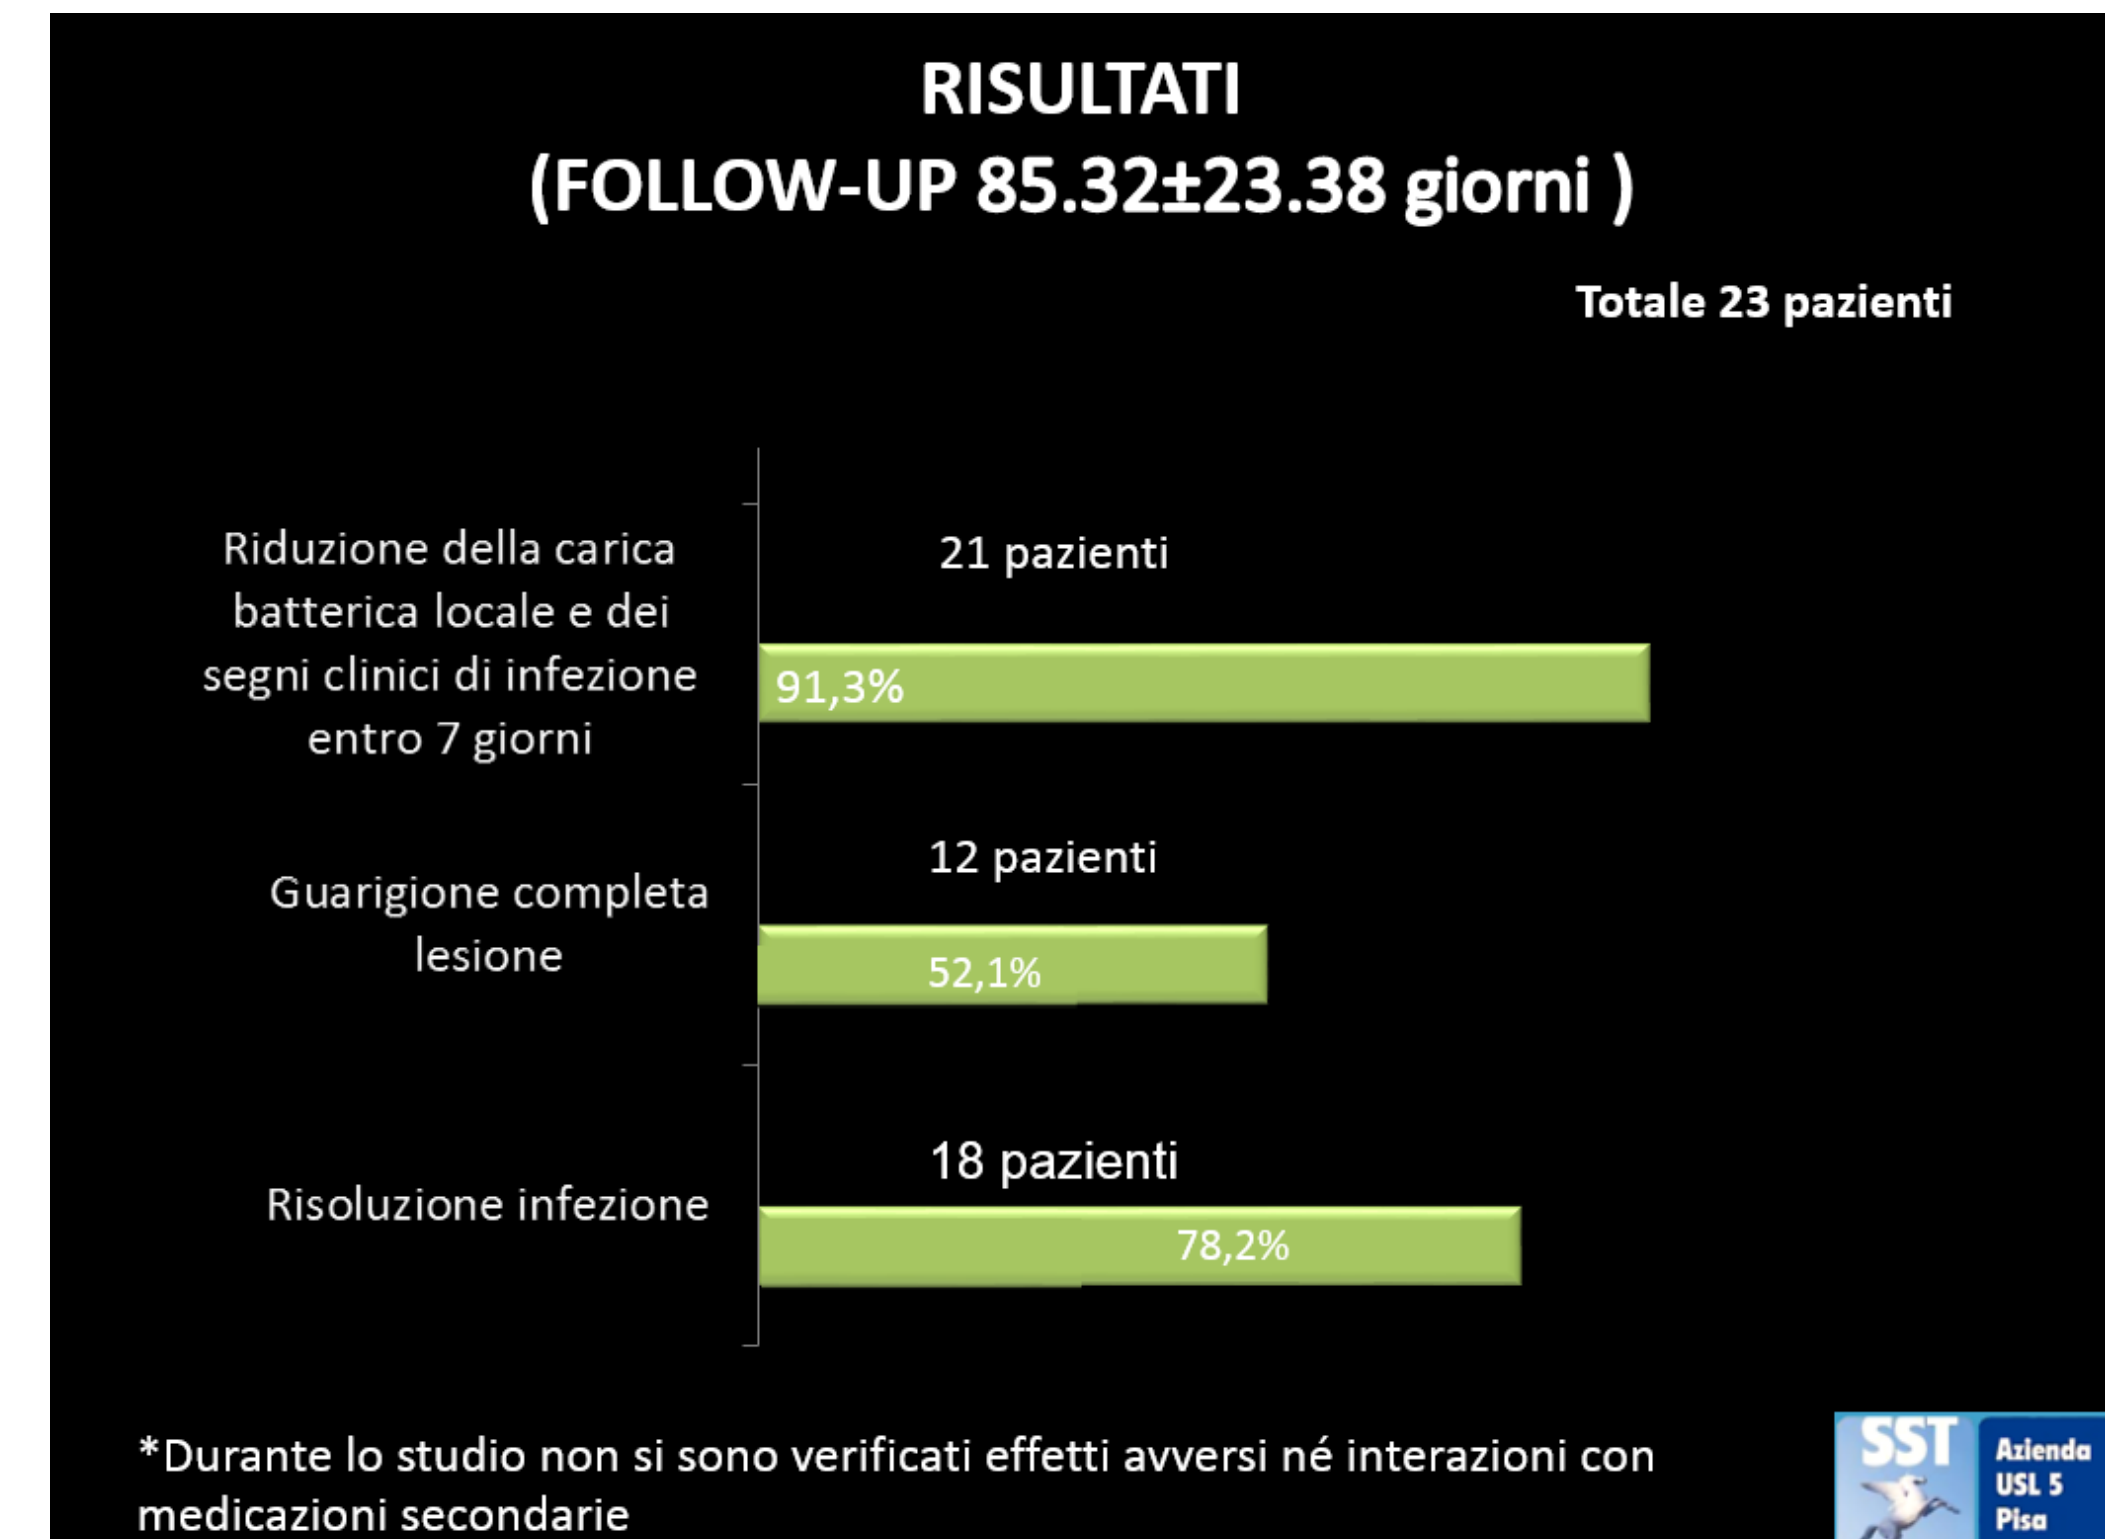 RISULTATI
(FOLLOW-UP 85.32±23.38 giorni )
Totale 23 pazienti
Riduzione della carica
batterica locale e dei
segni clinici di infezione
entro 7 giorni
21 pazienti
91,3%
Guarigione completa
lesione
12 pazienti
52,1%
Risoluzione infezione
18 pazienti
78,2%
*Durante lo studio non si sono verificati effetti avversi né interazioni con
medicazioni secondarie
SST
Azienda
USL 5
Pisa